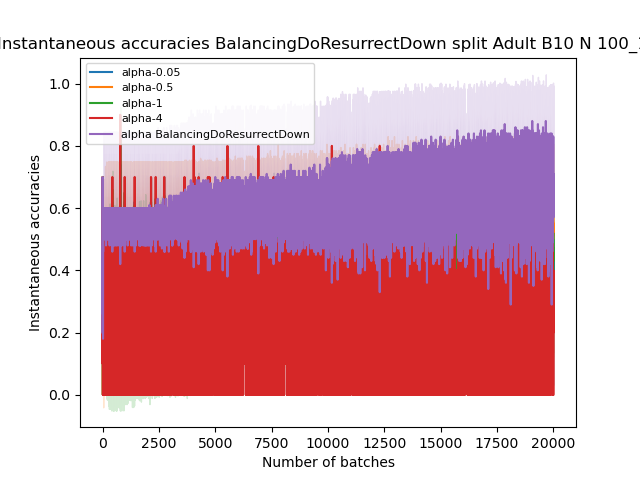 Instantaneous accuracies BalancingDoResurrectDown split Adult B10 N 100_
alpha-0.05
alpha-0.5
alpha-1
alpha-4
alpha BalancingDoResurrectDown
Instantaneous accuracies
1.0
0.8
0.6
0.4
0.2
0.0
0 2500 5000 7500 10000 12500 15000 17500 20000
Number of batches